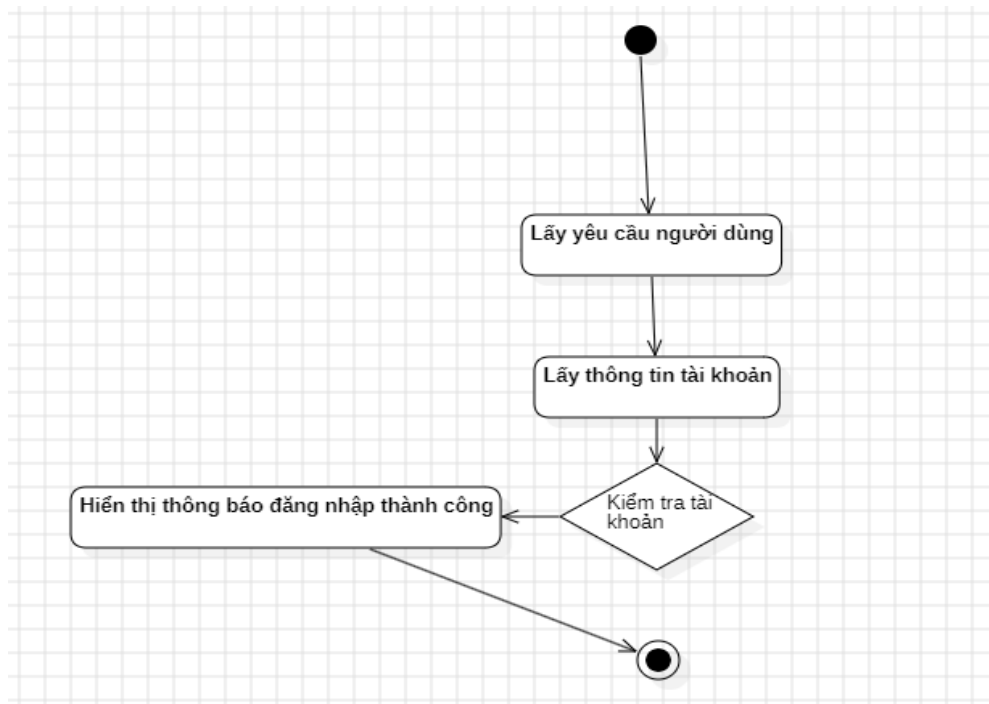 Lấy yêu cầu người dùng
Lấy thông tin tài khoản
Kiểm tra tài
khoản
Hiển thị thông báo đăng nhập thành công